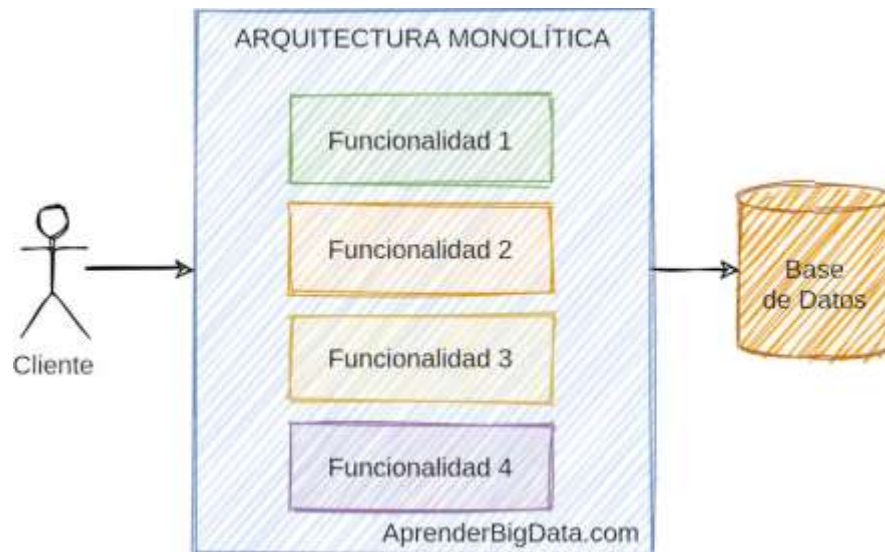 ARQUITECTURA MONOLÍTICA
Funcionalidad 1
Funcionalidad 2
Funcionalidad 3
Funcionalidad 4
Cliente
Base
de Datos
AprenderBigData.com